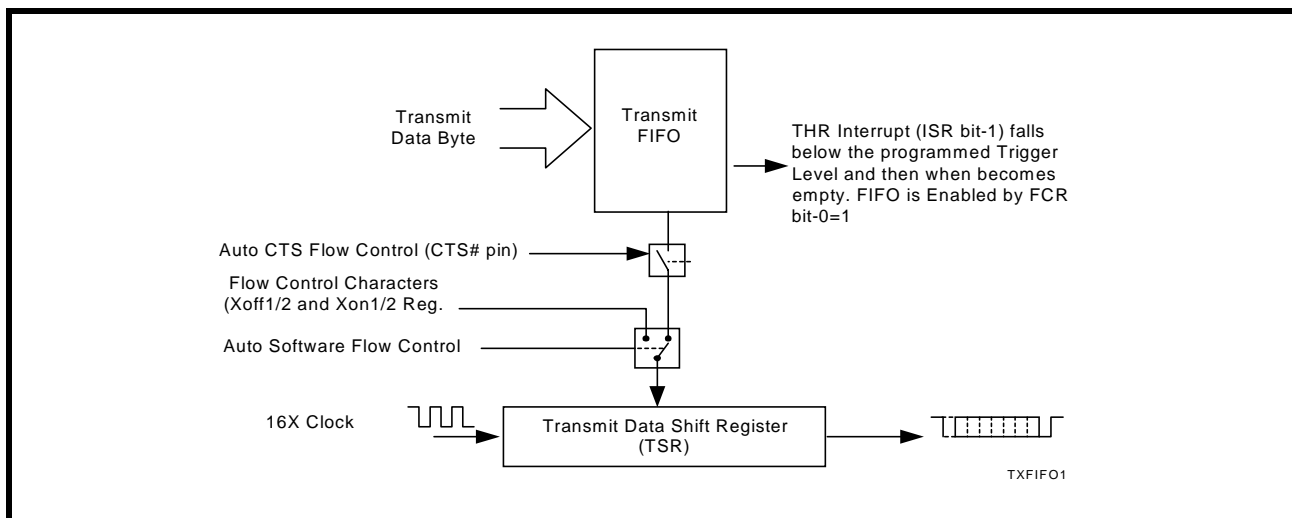 Transmit
Data Byte
Transmit
FIFO
THR Interrupt (ISR bit-1) falls
below the programmed Trigger
Level and then when becomes
empty. FIFO is Enabled by FCR
bit-0=1
Auto CTS Flow Control (CTS# pin)
Flow Control Characters
(Xoff1/2 and Xon1/2 Reg.
Auto Software Flow Control
16X Clock
Transmit Data Shift Register
(TSR)
TXFIFO1